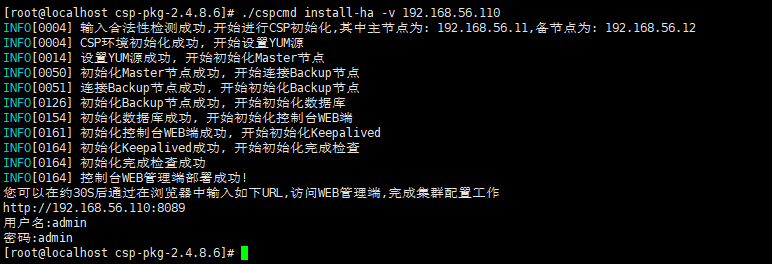 [root@localhost csp-pkg-2.4.8.6]# ./cspcmd install-ha -v 192.168.56.110
INFO[0004] 输入合法性检测成功,开始进行CSP初始化,其中主节点为: 192.168.56.11,备节点为: 192.168.56.12
INFO[0004] CSP环境初始化成功, 开始设置YUM源
INFO[0014] 设置YUM源成功, 开始初始化Master节点
INFO[0050] 初始化Master节点成功, 开始连接Backup节点
INFO[0051] 连接Backup节点成功, 开始初始化Backup节点
INFO[0126] 初始化Backup节点成功, 开始初始化数据库
INFO[0154] 初始化数据库成功, 开始初始化控制台WEB端
INFO[0161] 初始化控制台WEB端成功, 开始初始化Keepalived
INFO[0164] 初始化Keepalived成功, 开始初始化完成检查
INFO[0164] 初始化完成检查成功
INFO[0164] 控制台WEB管理端部署成功!
您可以在约30S后通过在浏览器中输入如下URL,访问WEB管理端,完成集群配置工作
http://192.168.56.110:8089
用户名:admin
密码:admin
[root@localhost csp-pkg-2.4.8.6]#